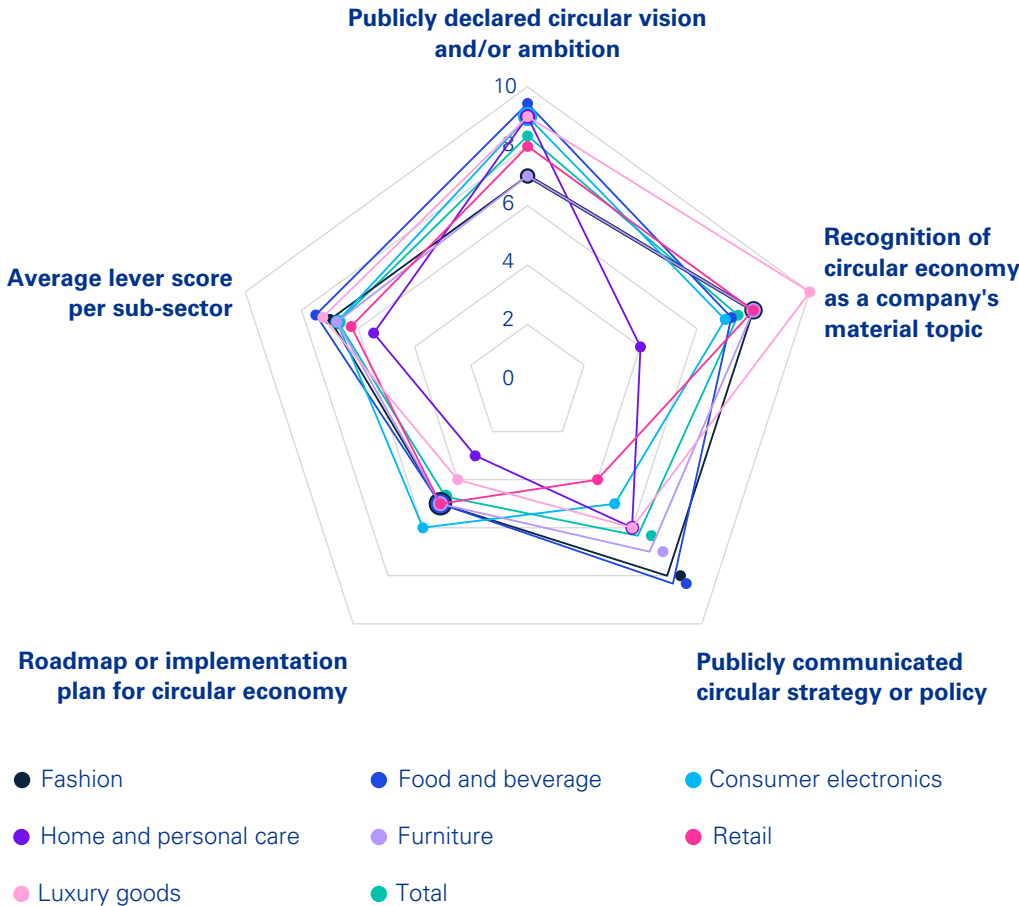 Publicly declared circular vision
and/or ambition
10
8
6
4
2
0
Recognition of
circular economy
as a company's
material topic
Average lever score
per sub-sector
Roadmap or implementation
plan for circular economy
Publicly communicated
circular strategy or policy
Fashion
Food and beverage
Consumer electronics
Home and personal care
Furniture
Retail
Luxury goods
Total